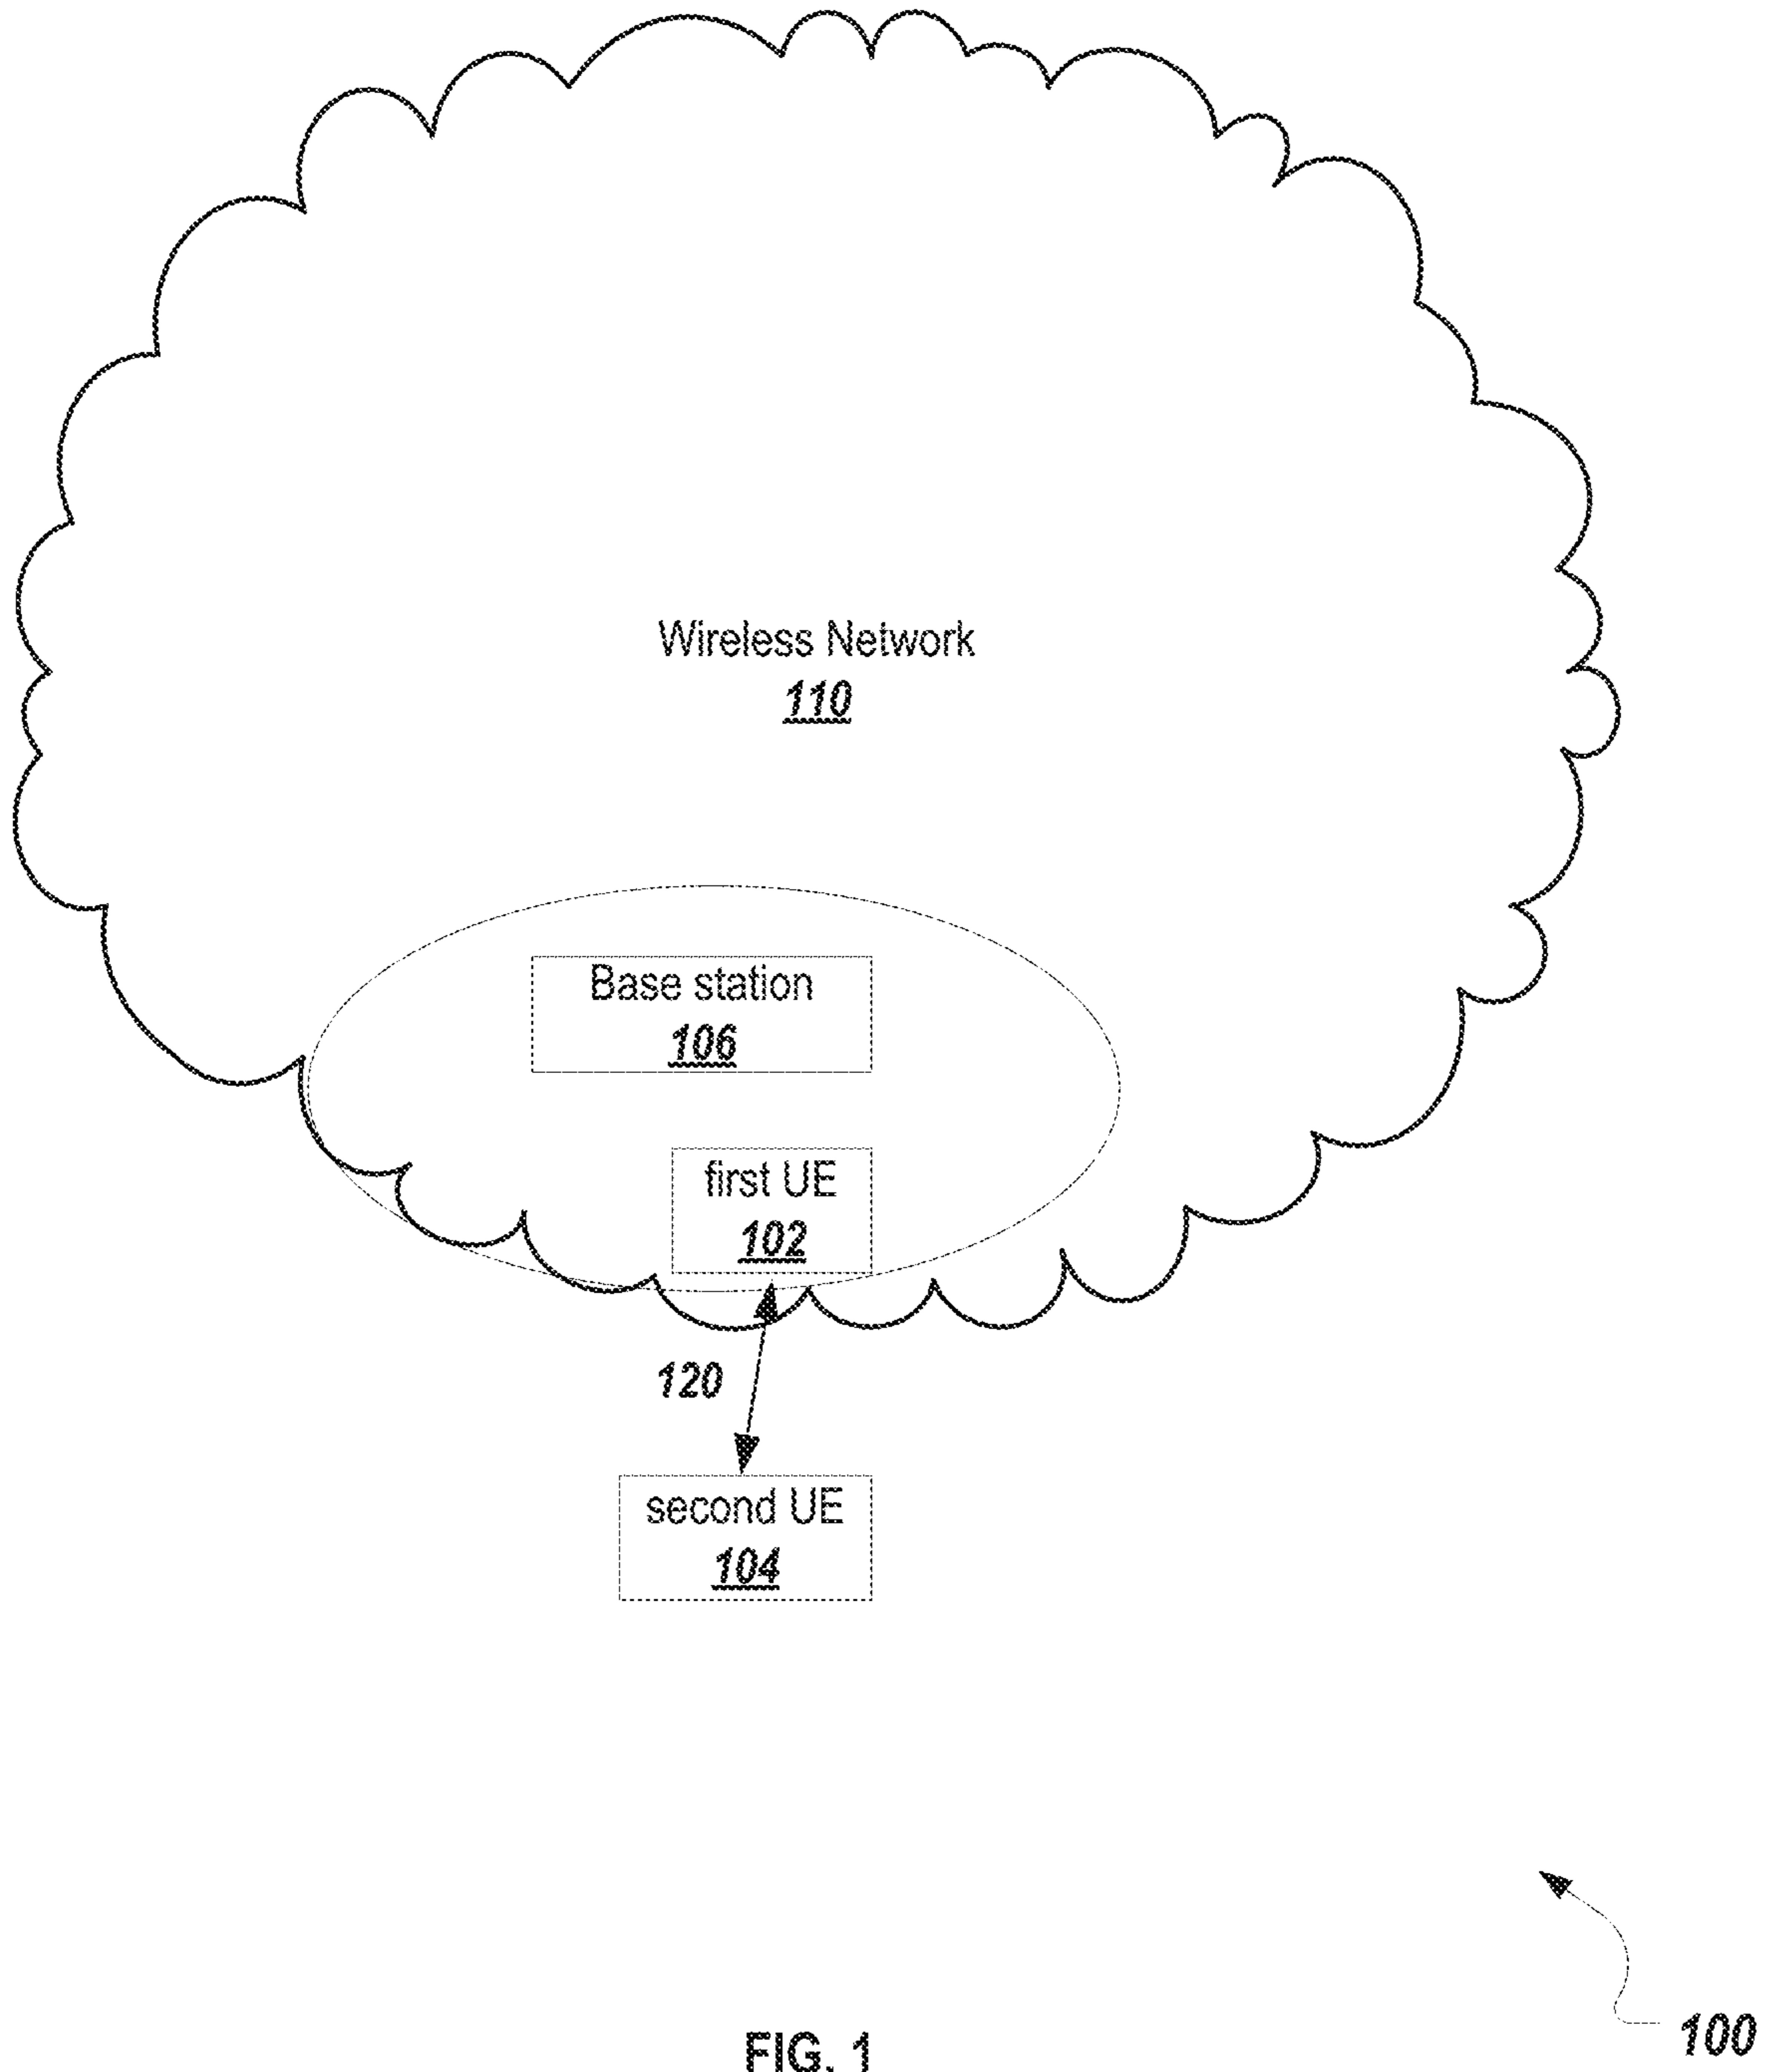 Wireless Network
110
Base station
106
first UE
102
120
second UE
104
100
FIG. 1